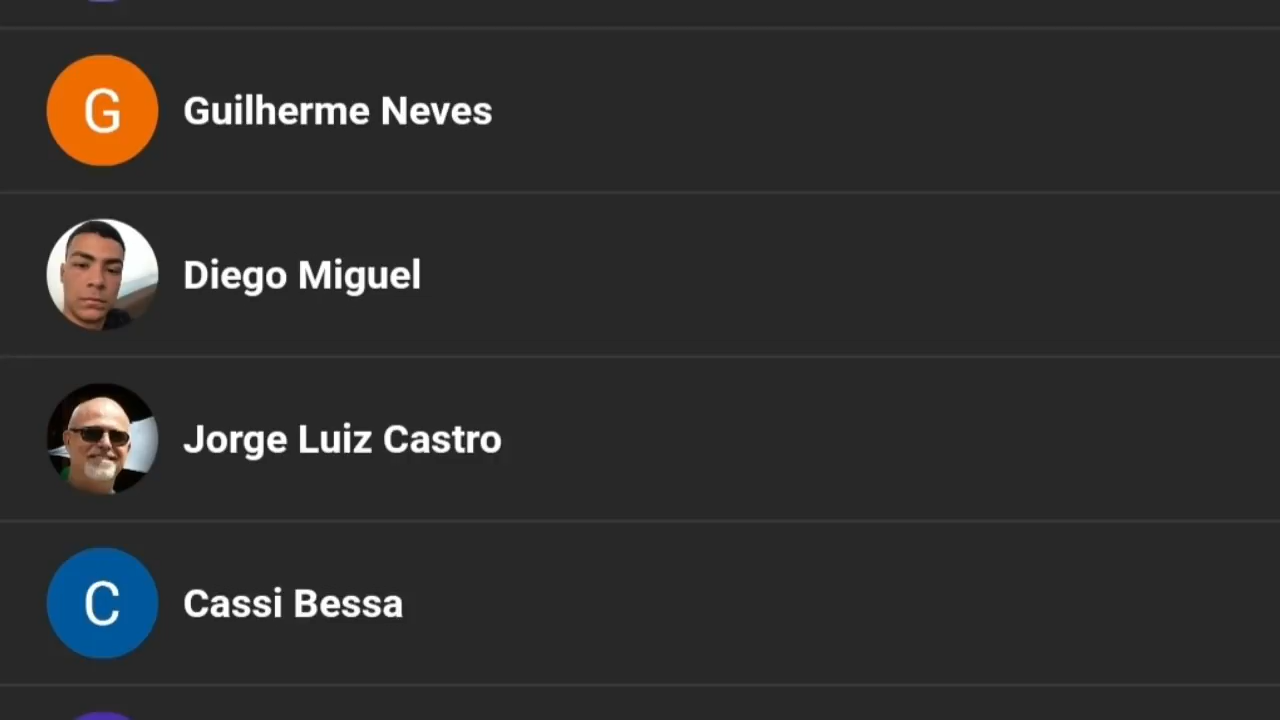 G
Guilherme Neves
Diego Miguel
Jorge Luiz Castro
C
Cassi Bessa